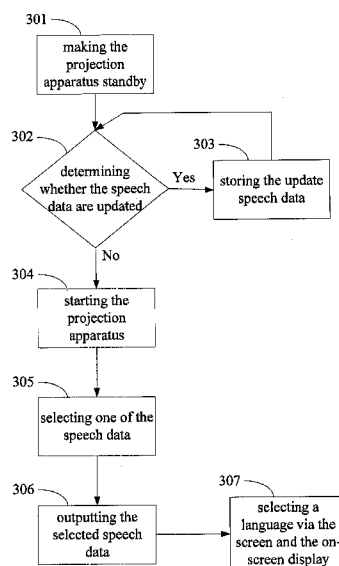 301
making the
projection
apparatus standby
302
determining
whether the speech
data are updated
Yes
303
storing the update
speech data
No
304
starting the
projection
apparatus
305
selecting one of the
speech data
306
outputting the
selected speech
data
307
selecting a
language via the
screen and the on-
screen display